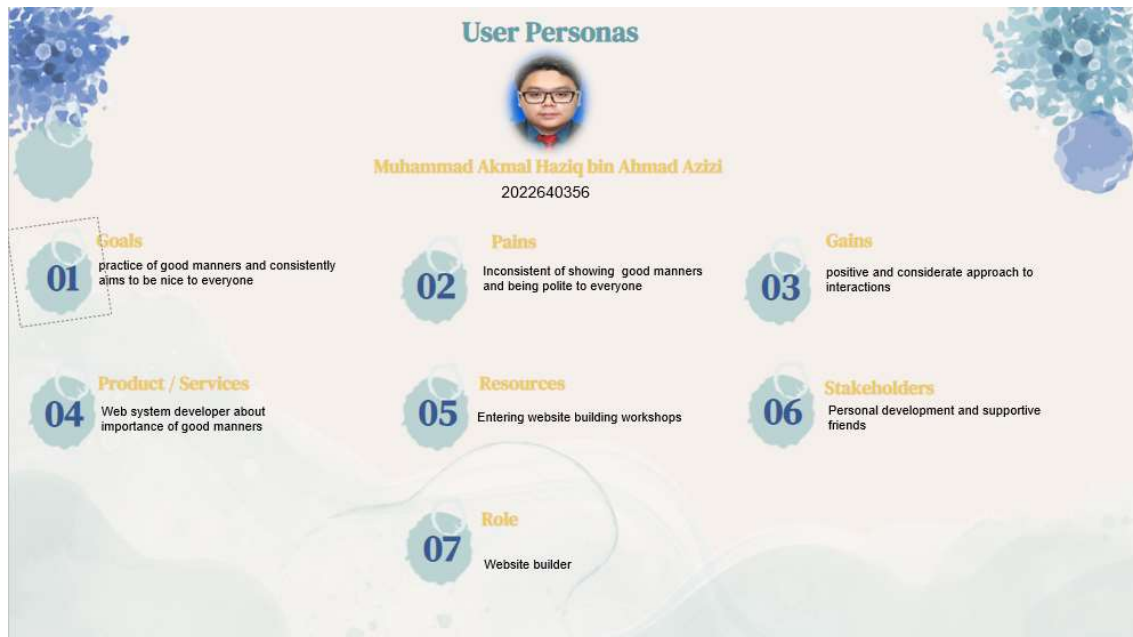 User Personas
Muhammad Akmal Haziq bin Ahmad Azizi
2022640356
01
Goals
practice of good manners and consistently
aims to be nice to everyone
02
Pains
Inconsistent of showing good manners
and being polite to everyone
03
Gains
positive and considerate approach to
interactions
04
Product / Services
Web system developer about
importance of good manners
05
Resources
Entering website building workshops
06
Stakeholders
Personal development and supportive
friends
07
Role
Website builder